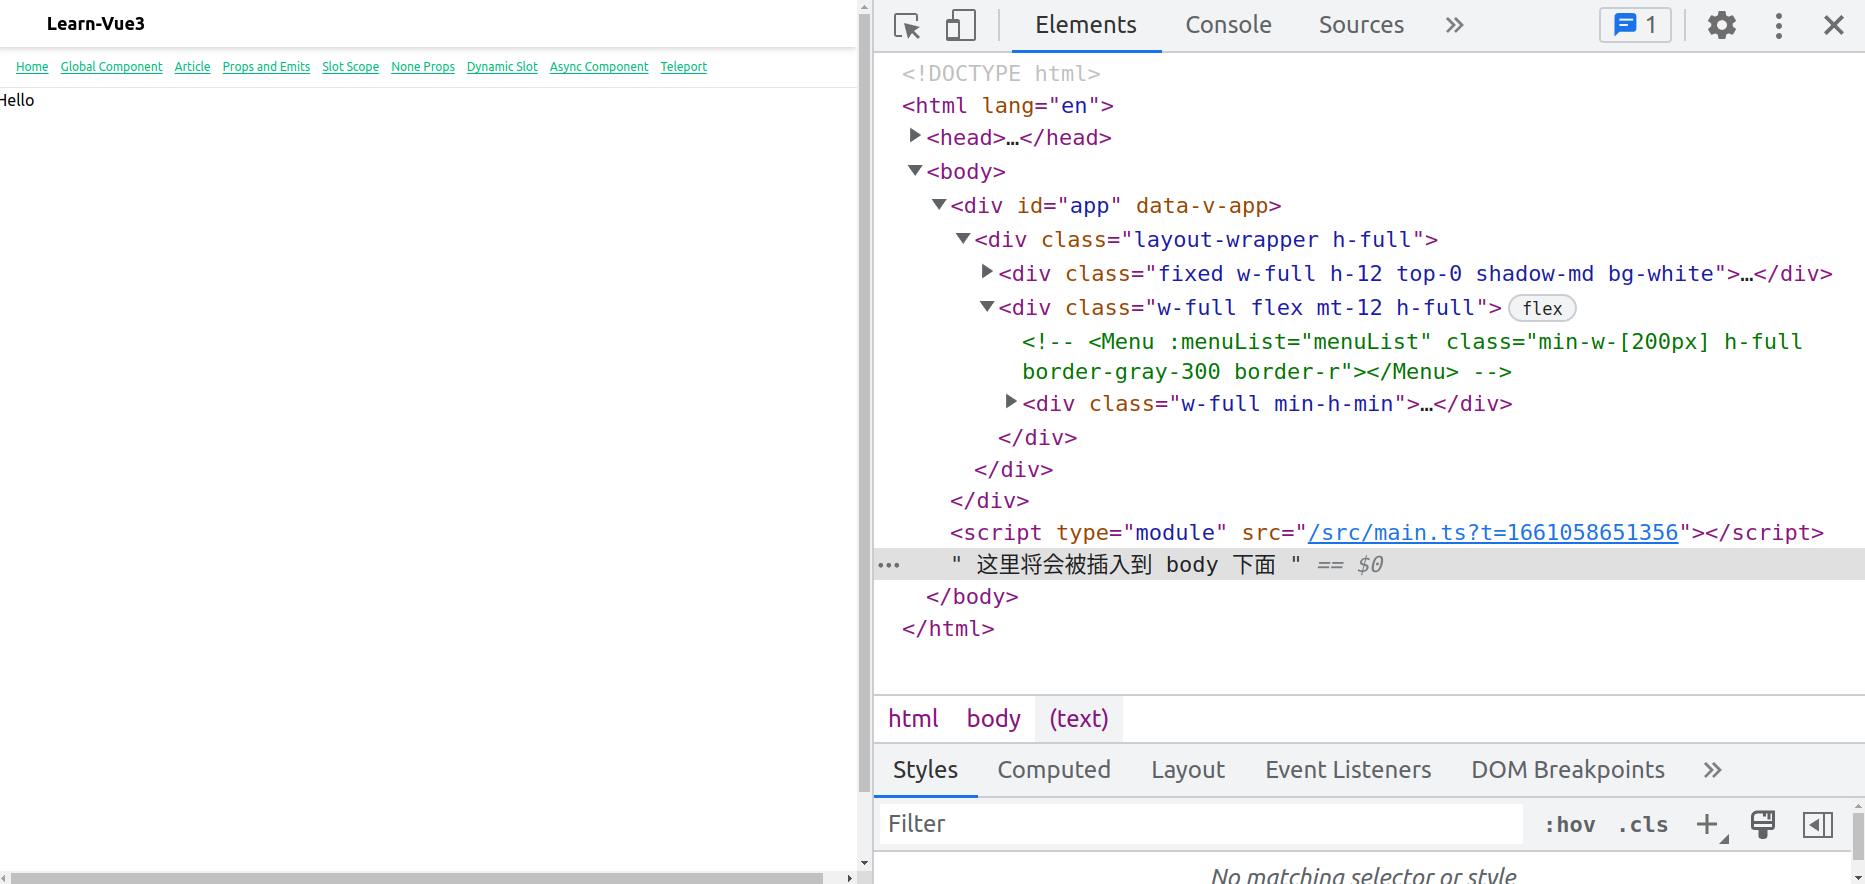 Learn-Vue3
Home Global Component Article Props and Emits Slot Scope None Props Dynamic Slot Async Component Teleport
Hello
Elements Console Sources » 1
<!DOCTYPE html>
<html lang="en">
<head>…</head>
<body>
<div id="app" data-v-app>
<div class="layout-wrapper h-full">
<div class="fixed w-full h-12 top-0 shadow-md bg-white">…</div>
<div class="w-full flex mt-12 h-full"> flex
<!-- <Menu :menuList="menuList" class="min-w-[200px] h-full
border-gray-300 border-r"></Menu> -->
<div class="w-full min-h-min">…</div>
</div>
</div>
</div>
<script type="module" src="/src/main.ts?t=1661058651356"></script>
" 这里将会被插入到 body 下面 " == $0
</body>
</html>
html body (text)
Styles Computed Layout Event Listeners DOM Breakpoints »
Filter :hov .cls
No matching selector or style